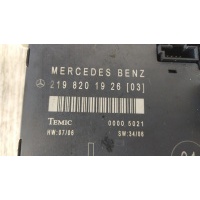 MERCEDES BENZ
219 820 19 26 [03]
TEMIC 0000 5021
HW:07/06 SW:34/06